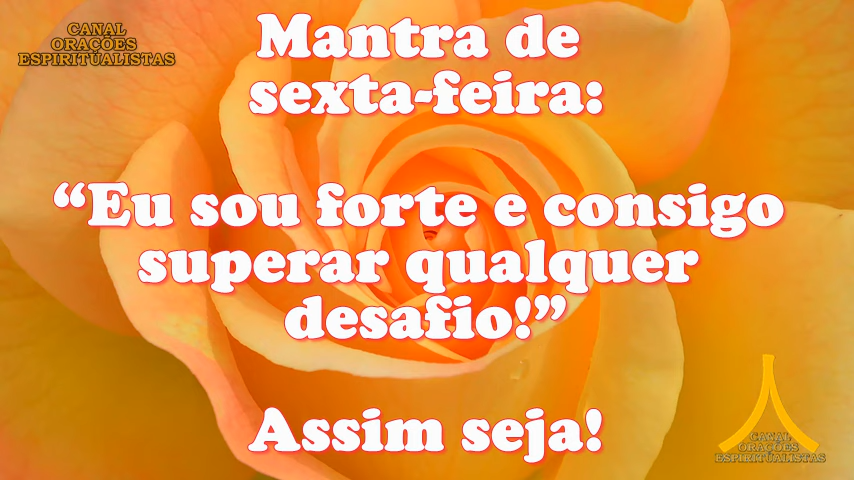 CANAL
ORAÇÕES
ESPIRITUALISTAS
Mantra de
sexta-feira:
“Eu sou forte e consigo
superar qualquer
desafio!”
Assim seja!
CANAL
ORAÇÕES
ESPIRITUALISTAS